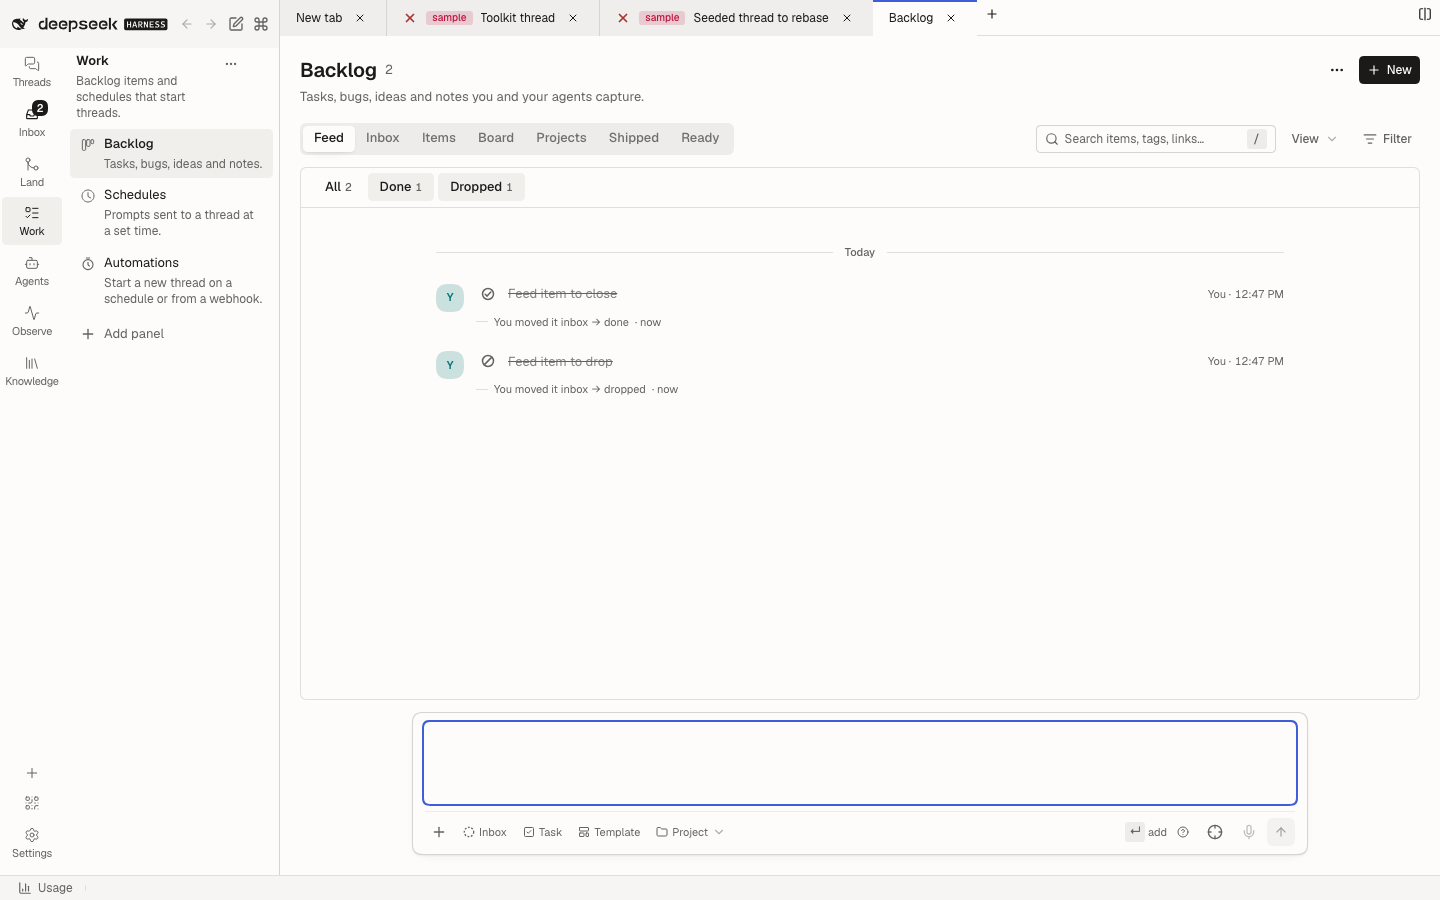 deepseek HARNESS
New tab
sample Toolkit thread
sample Seeded thread to rebase
Backlog
Threads
2
Inbox
Land
Work
Agents
Observe
Knowledge
Settings
Work
Backlog items and
schedules that start
threads.
Backlog
Tasks, bugs, ideas and notes.
Schedules
Prompts sent to a thread at
a set time.
Automations
Start a new thread on a
schedule or from a webhook.
Add panel
Backlog 2
New
Tasks, bugs, ideas and notes you and your agents capture.
Feed Inbox Items Board Projects Shipped Ready
Search items, tags, links... /
View
Filter
All 2 Done 1 Dropped 1
Today
Y Feed item to close You · 12:47 PM
You moved it inbox → done · now
Y Feed item to drop You · 12:47 PM
You moved it inbox → dropped · now
Inbox Task Template Project
add
Usage